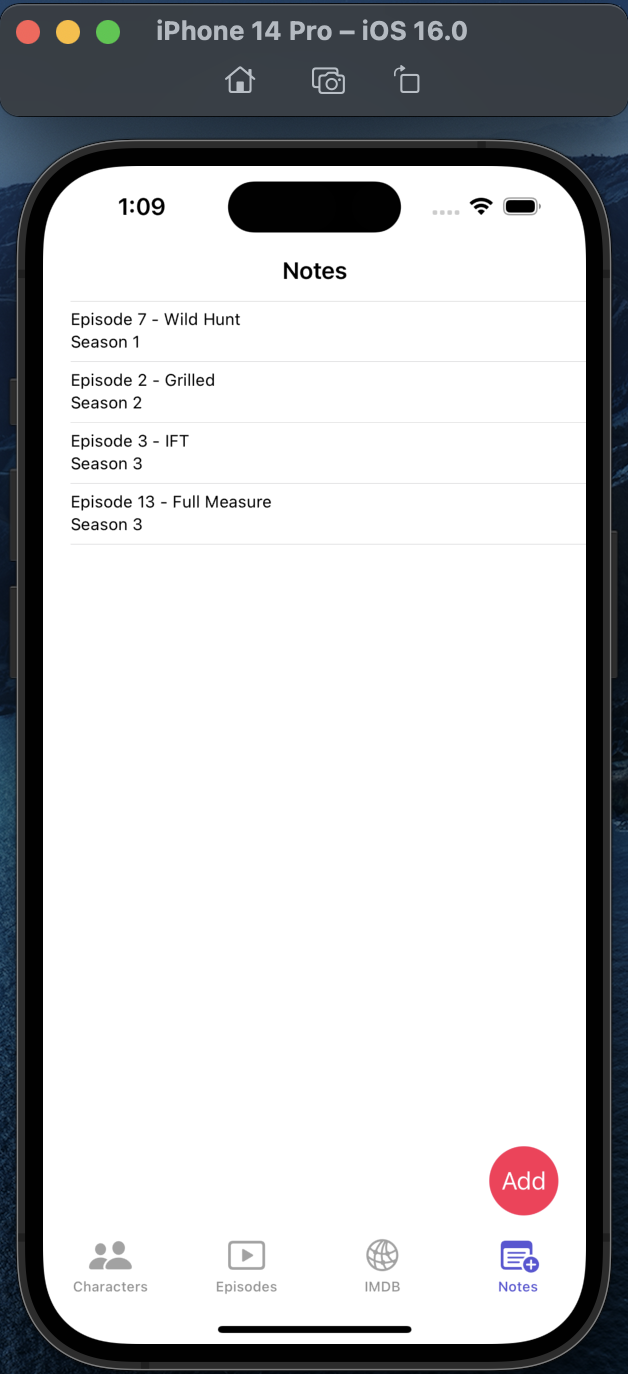 iPhone 14 Pro – iOS 16.0
1:09
Notes
Episode 7 - Wild Hunt
Season 1
Episode 2 - Grilled
Season 2
Episode 3 - IFT
Season 3
Episode 13 - Full Measure
Season 3
Add
Characters
Episodes
IMDB
Notes